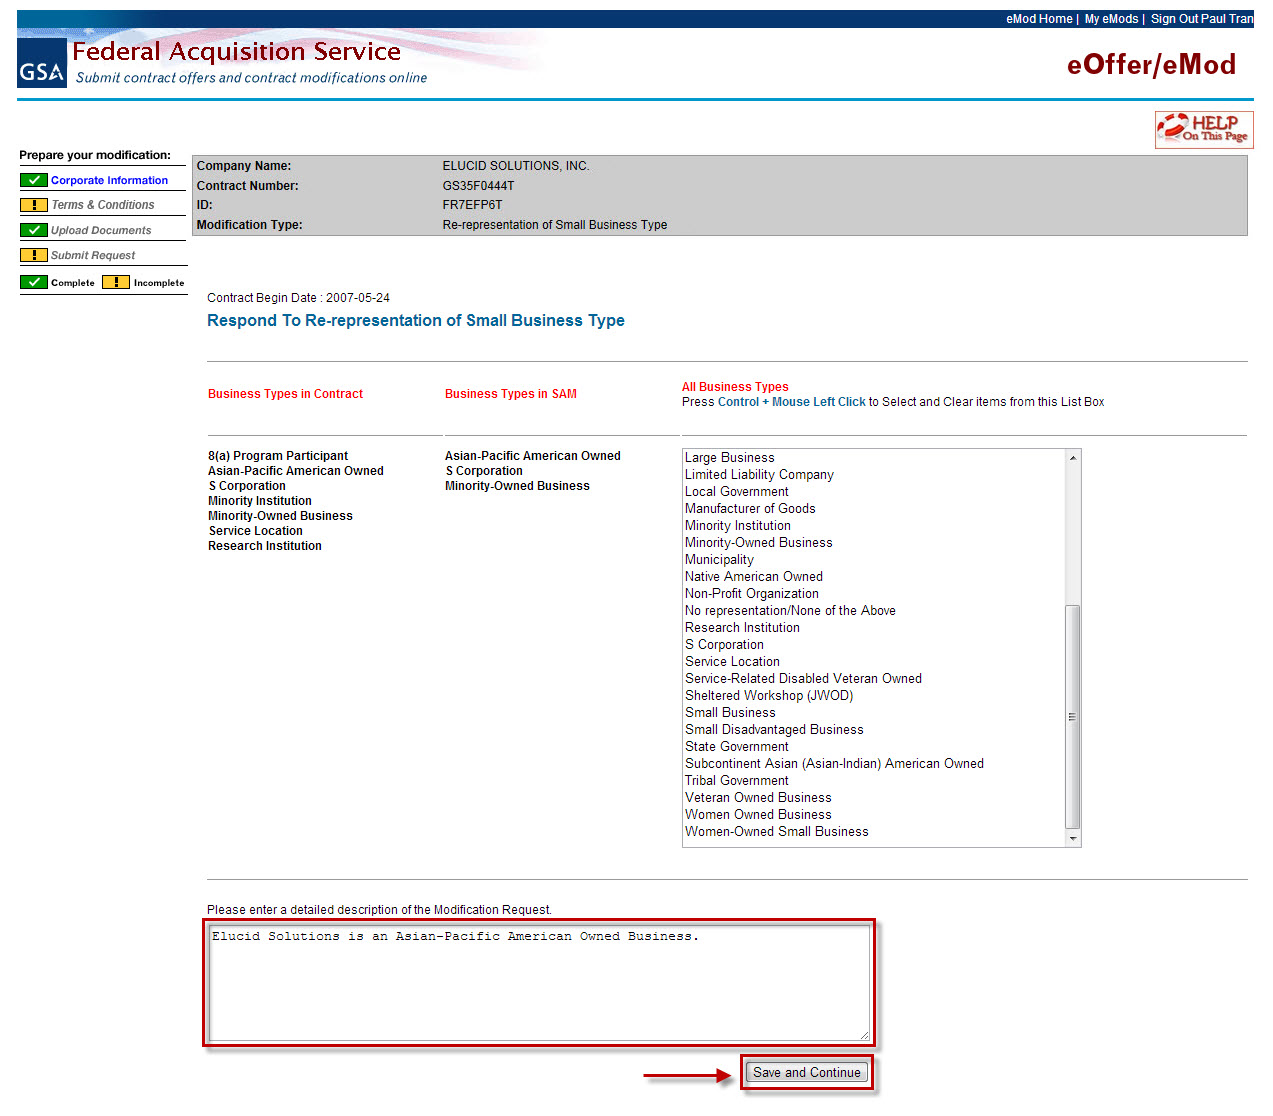 eMod Home | My eMods | Sign Out Paul Tran
GSA
Federal Acquisition Service
Submit contract offers and contract modifications online
eOffer/eMod
HELP
On This Page
Prepare your modification:
Corporate Information
Terms & Conditions
Upload Documents
Submit Request
Complete Incomplete
Company Name: ELUCID SOLUTIONS, INC.
Contract Number: GS35F0444T
ID: FR7EFP6T
Modification Type: Re-representation of Small Business Type
Contract Begin Date : 2007-05-24
Respond To Re-representation of Small Business Type
Business Types in Contract
8(a) Program Participant
Asian-Pacific American Owned
S Corporation
Minority Institution
Minority-Owned Business
Service Location
Research Institution
Business Types in SAM
Asian-Pacific American Owned
S Corporation
Minority-Owned Business
All Business Types
Press Control + Mouse Left Click to Select and Clear items from this List Box
Large Business
Limited Liability Company
Local Government
Manufacturer of Goods
Minority Institution
Minority-Owned Business
Municipality
Native American Owned
Non-Profit Organization
No representation/None of the Above
Research Institution
S Corporation
Service Location
Service-Related Disabled Veteran Owned
Sheltered Workshop (JWOD)
Small Business
Small Disadvantaged Business
State Government
Subcontinent Asian (Asian-Indian) American Owned
Tribal Government
Veteran Owned Business
Women Owned Business
Women-Owned Small Business
Please enter a detailed description of the Modification Request.
Elucid Solutions is an Asian-Pacific American Owned Business.
Save and Continue